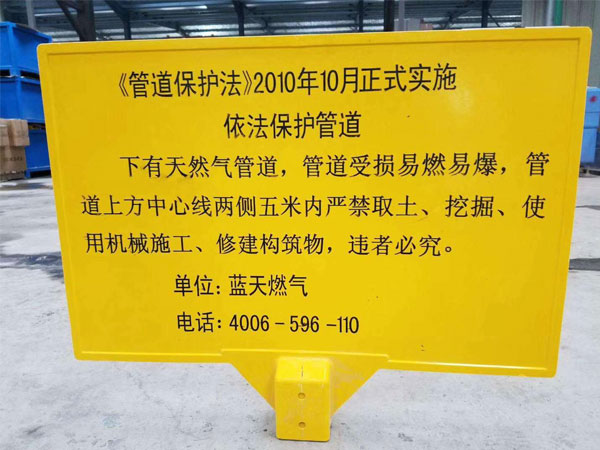 《管道保护法》2010年10月正式实施
依法保护管道
下有天然气管道，管道受损易燃易爆，管
道上方中心线两侧五米内严禁取土、挖掘、使
用机械施工、修建构筑物，违者必究。
单位：蓝天燃气
电话：4006-596-110